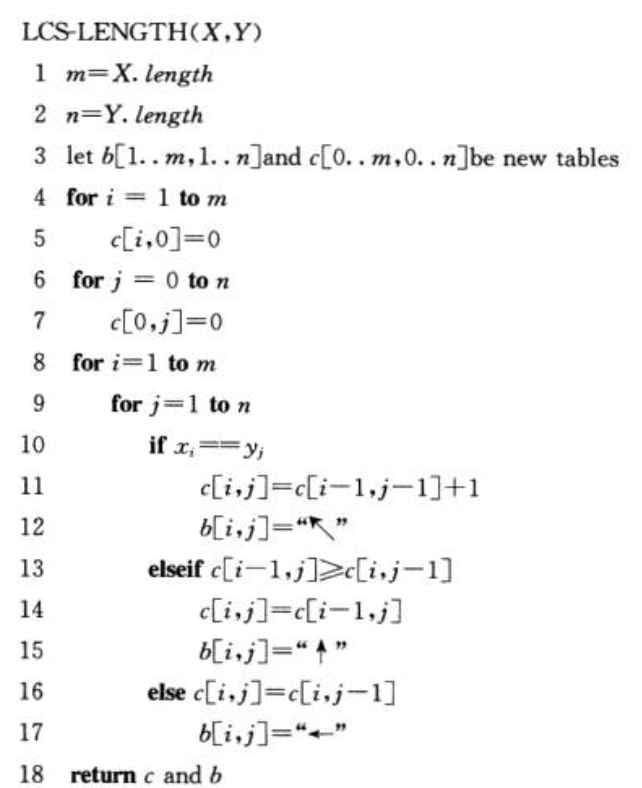 LCS-LENGTH(X,Y)
1 m=X. length
2 n=Y. length
3 let b[1..m,1..n]and c[0..m,0..n]be new tables
4 for i = 1 to m
5 c[i,0]=0
6 for j = 0 to n
7 c[0,j]=0
8 for i=1 to m
9 for j=1 to n
10 if xᵢ==yⱼ
11 c[i,j]=c[i-1,j-1]+1
12 b[i,j]="↖"
13 elseif c[i-1,j]⩾c[i,j-1]
14 c[i,j]=c[i-1,j]
15 b[i,j]="↑"
16 else c[i,j]=c[i,j-1]
17 b[i,j]="←"
18 return c and b